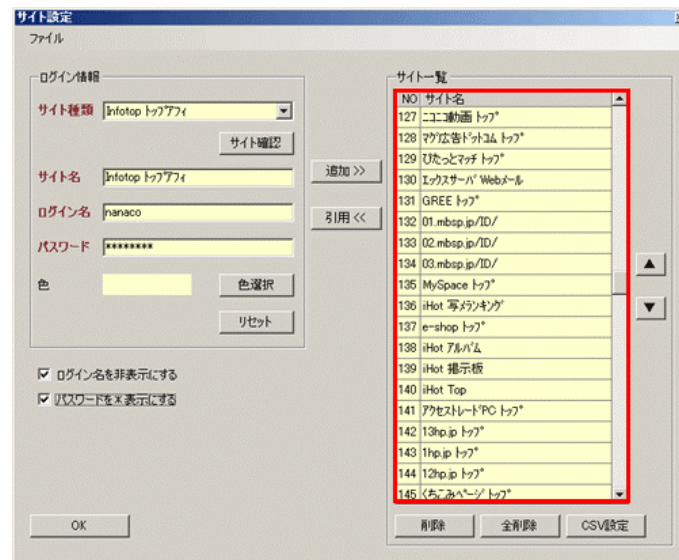 サイト設定
ファイル
ログイン情報
サイト種類 Infotop トップアフィ
サイト確認
サイト名 Infotop トップアフィ
ログイン名 nanaco
パスワード ********
色 色選択
リセット
ログイン名を非表示にする
パスワードを*表示にする
OK
追加 >>
引用 <<
サイト一覧
NO サイト名
127 ニコニコ動画 トップ
128 マグ広告ドットコム トップ
129 ぴたっとマッチ トップ
130 エックスサーバ Webメール
131 GREE トップ
132 01.mbsp.jp/ID/
133 02.mbsp.jp/ID/
134 03.mbsp.jp/ID/
135 MySpace トップ
136 iHot 写メランキング
137 e-shop トップ
138 iHot アルバム
139 iHot 掲示板
140 iHot Top
141 アクセストレードPC トップ
142 13hp.jp トップ
143 1hp.jp トップ
144 12hp.jp トップ
145 くちこみページ トップ
▲
▼
削除 全削除 CSV設定